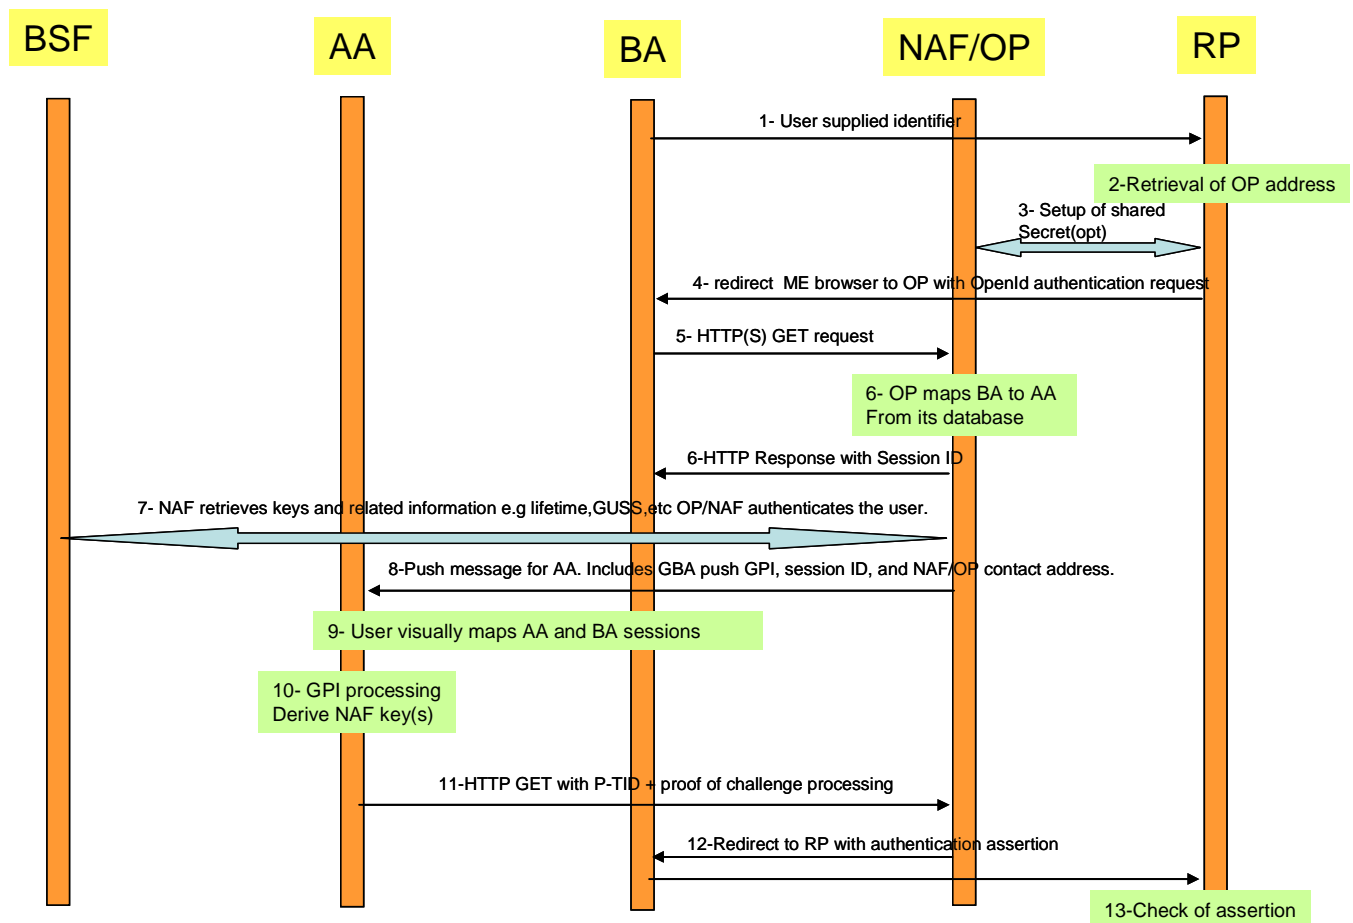 BSF
AA
BA
NAF/OP
RP
1- User supplied identifier
2-Retrieval of OP address
3- Setup of shared
Secret(opt)
4- redirect  ME browser to OP with OpenId authentication request
5- HTTP(S) GET request
6- OP maps BA to AA
From its database
6-HTTP Response with Session ID
7- NAF retrieves keys and related information e.g lifetime,GUSS,etc OP/NAF authenticates the user.
8-Push message for AA. Includes GBA push GPI, session ID, and NAF/OP contact address.
9- User visually maps AA and BA sessions
10- GPI processing
Derive NAF key(s)
11-HTTP GET with P-TID + proof of challenge processing
12-Redirect to RP with authentication assertion
13-Check of assertion